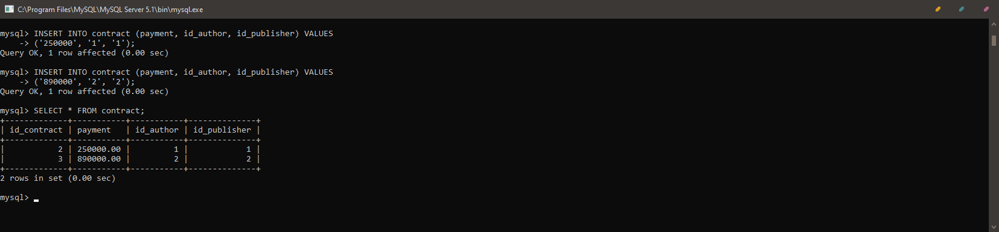 C:\Program Files\MySQL\MySQL Server 5.1\bin\mysql.exe
mysql> INSERT INTO contract (payment, id_author, id_publisher) VALUES
    -> ('250000', '1', '1');
Query OK, 1 row affected (0.00 sec)
mysql> INSERT INTO contract (payment, id_author, id_publisher) VALUES
    -> ('890000', '2', '2');
Query OK, 1 row affected (0.00 sec)
mysql> SELECT * FROM contract;
+-------------+-----------+-----------+--------------+
| id_contract | payment   | id_author | id_publisher |
+-------------+-----------+-----------+--------------+
|           2 | 250000.00 |         1 |            1 |
|           3 | 890000.00 |         2 |            2 |
+-------------+-----------+-----------+--------------+
2 rows in set (0.00 sec)
mysql> _